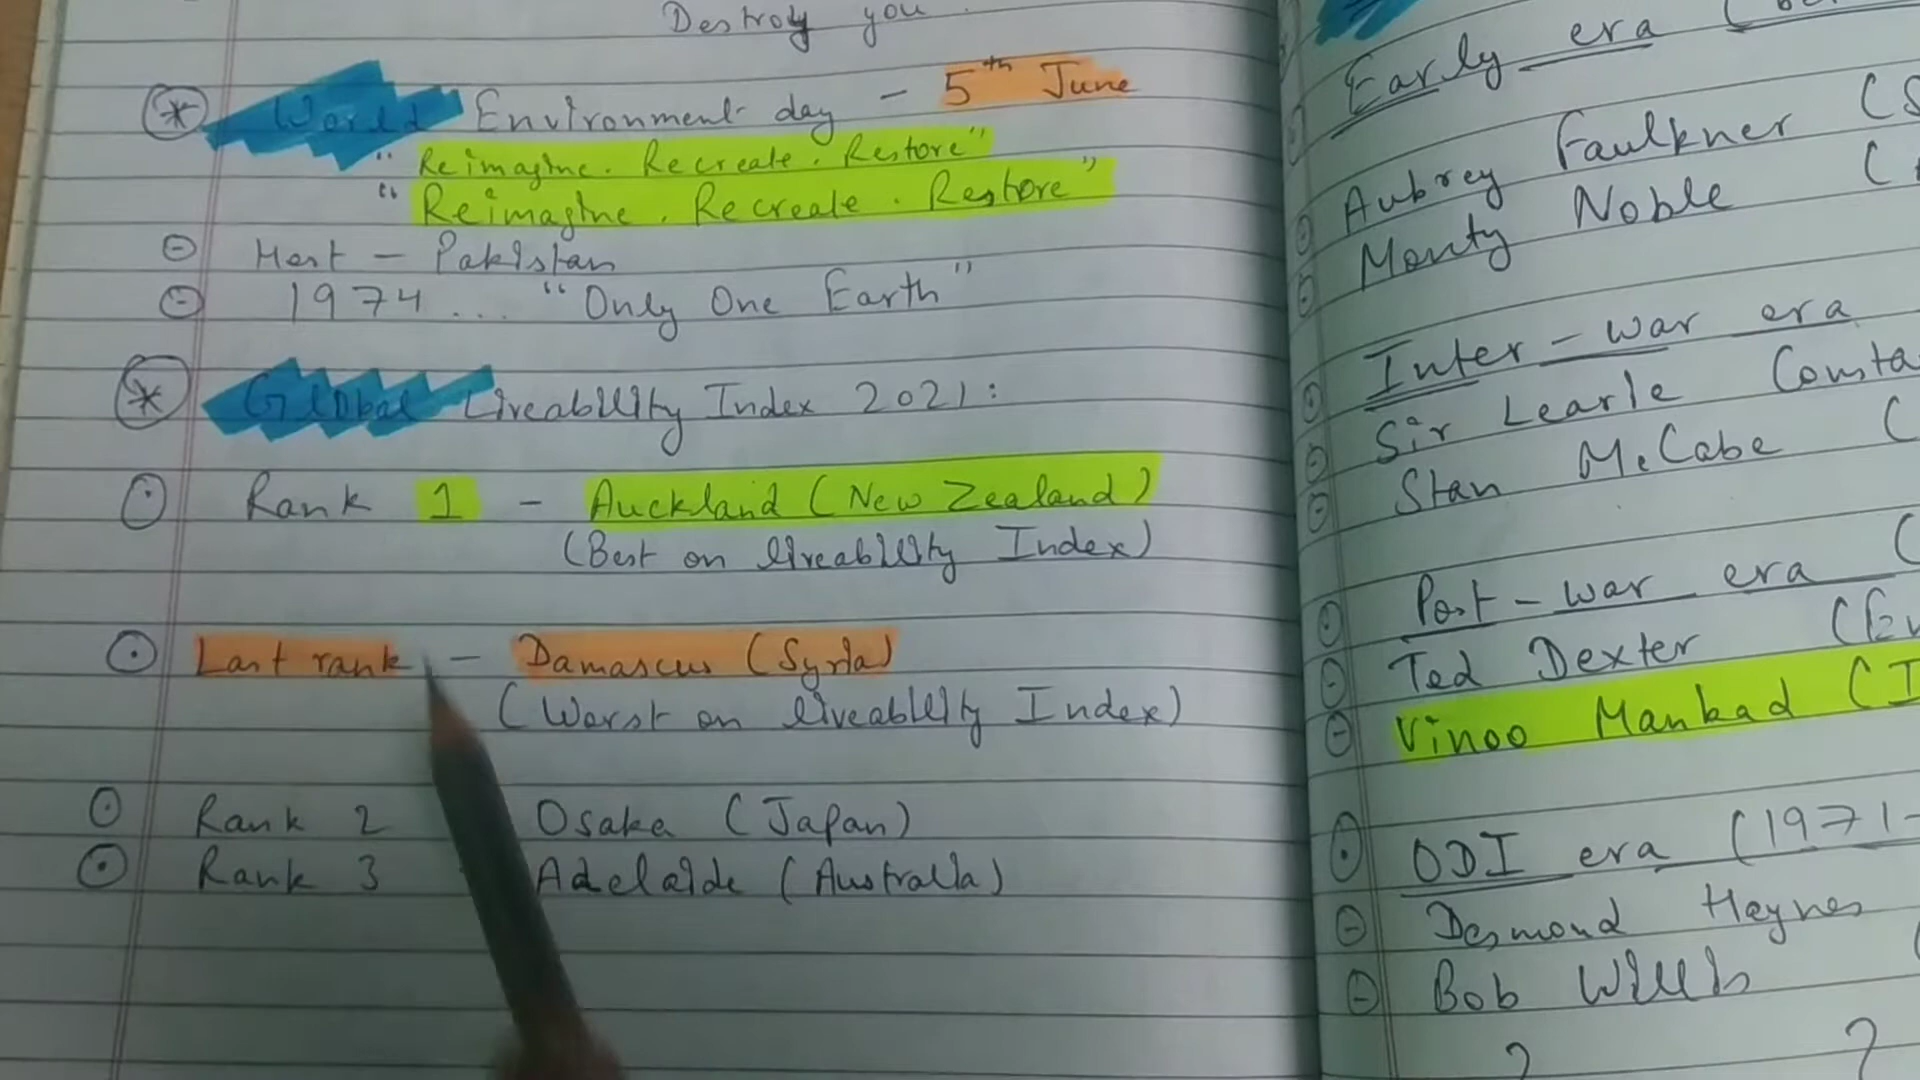 Destroy you
World Environment day - 5th June
"Reimagine. Recreate. Restore"
"Reimagine. Recreate. Restore"
Host - Pakistan
1974... "Only One Earth"
Global Liveability Index 2021:
Rank 1 - Auckland (New Zealand)
(Best on liveability Index)
Last rank - Damascus (Syria)
(Worst on liveability Index)
Rank 2 Osaka (Japan)
Rank 3 Adelaide (Australia)
Early era (
Aubrey Faulkner (S
Monty Noble (
Inter-war era
Sir Learie Consta
Stan McCabe (
Post-war era (
Ted Dexter (En
Vinoo Mankad (I
ODI era (1971-
Desmond Haynes
Bob Willis